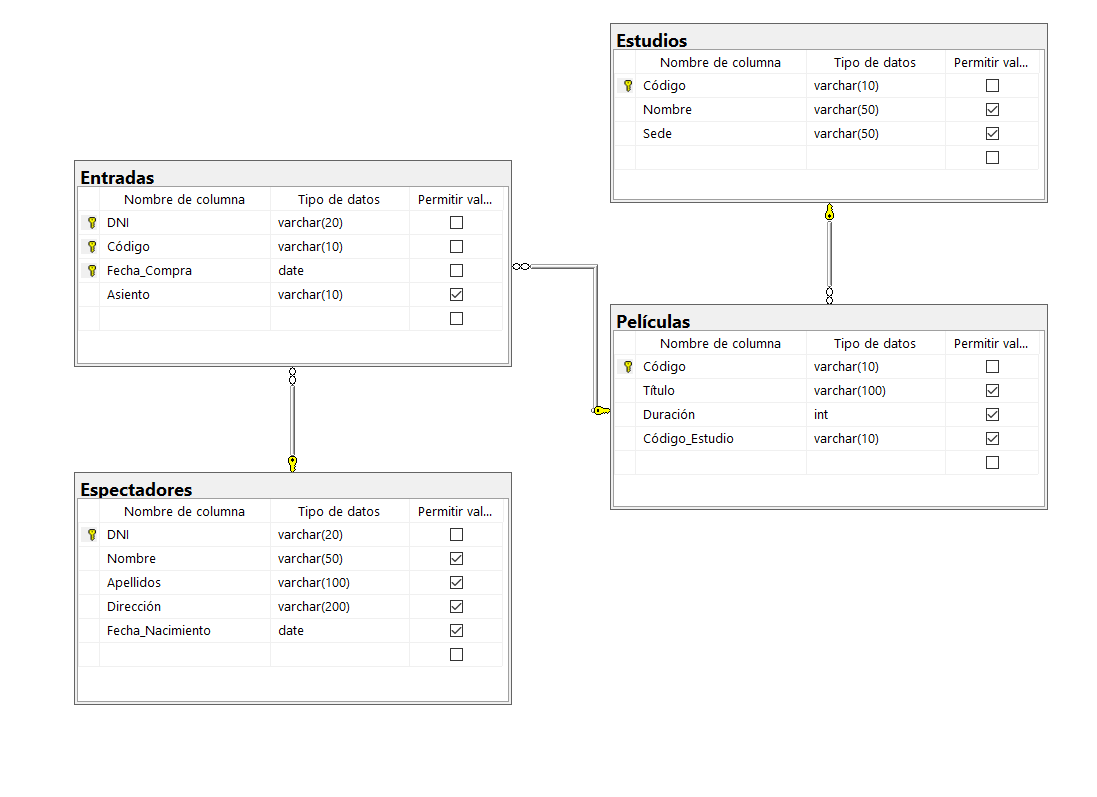 Estudios
Nombre de columna Tipo de datos Permitir val...
Código varchar(10)
Nombre varchar(50)
Sede varchar(50)
Entradas
Nombre de columna Tipo de datos Permitir val...
DNI varchar(20)
Código varchar(10)
Fecha_Compra date
Asiento varchar(10)
Películas
Nombre de columna Tipo de datos Permitir val...
Código varchar(10)
Título varchar(100)
Duración int
Código_Estudio varchar(10)
Espectadores
Nombre de columna Tipo de datos Permitir val...
DNI varchar(20)
Nombre varchar(50)
Apellidos varchar(100)
Dirección varchar(200)
Fecha_Nacimiento date